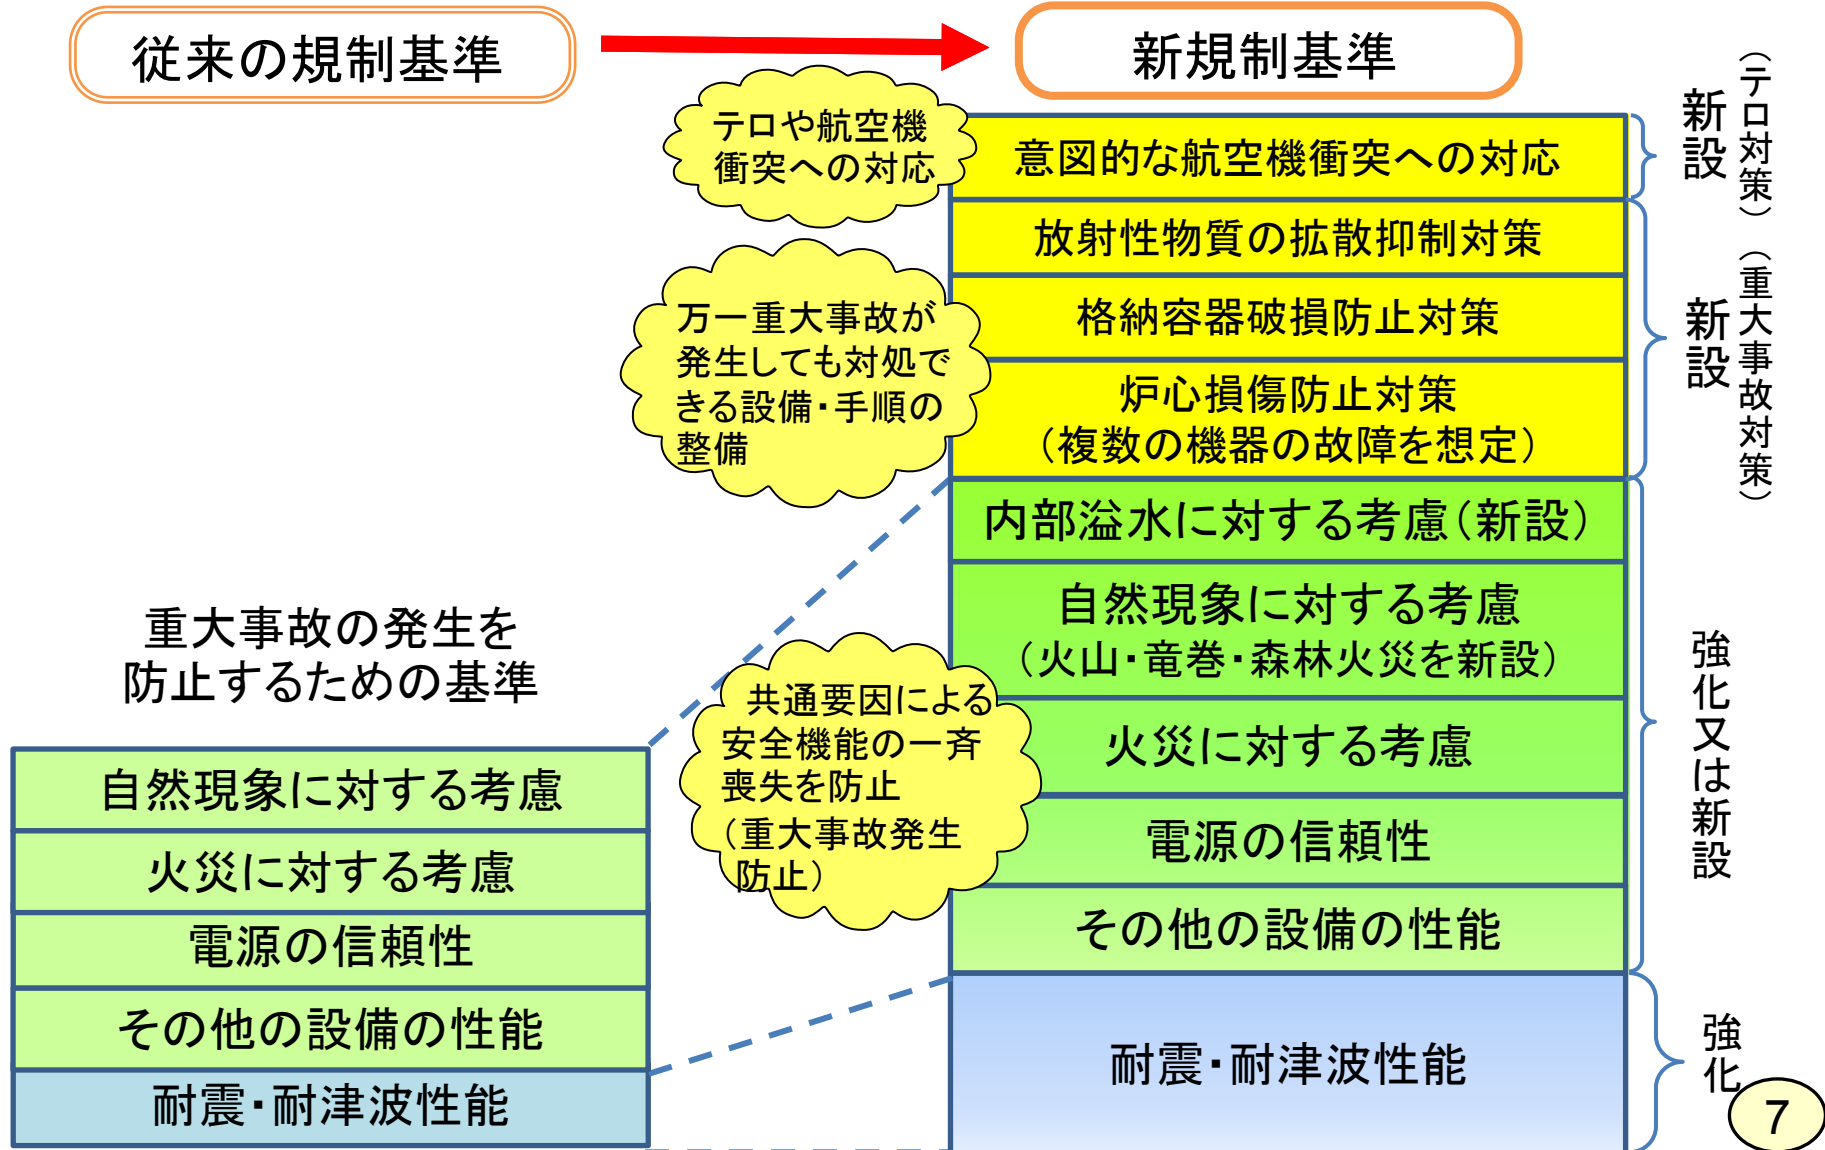 従来の規制基準
新規制基準
テロや航空機
衝突への対応
万一重大事故が
発生しても対処で
きる設備・手順の
整備
共通要因による
安全機能の一斉
喪失を防止
（重大事故発生
防止）
重大事故の発生を
防止するための基準
自然現象に対する考慮
火災に対する考慮
電源の信頼性
その他の設備の性能
耐震・耐津波性能
意図的な航空機衝突への対応
放射性物質の拡散抑制対策
格納容器破損防止対策
炉心損傷防止対策
（複数の機器の故障を想定）
内部溢水に対する考慮（新設）
自然現象に対する考慮
（火山・竜巻・森林火災を新設）
火災に対する考慮
電源の信頼性
その他の設備の性能
耐震・耐津波性能
新設
（テロ対策）
新設
（重大事故対策）
強化又は新設
強化
7